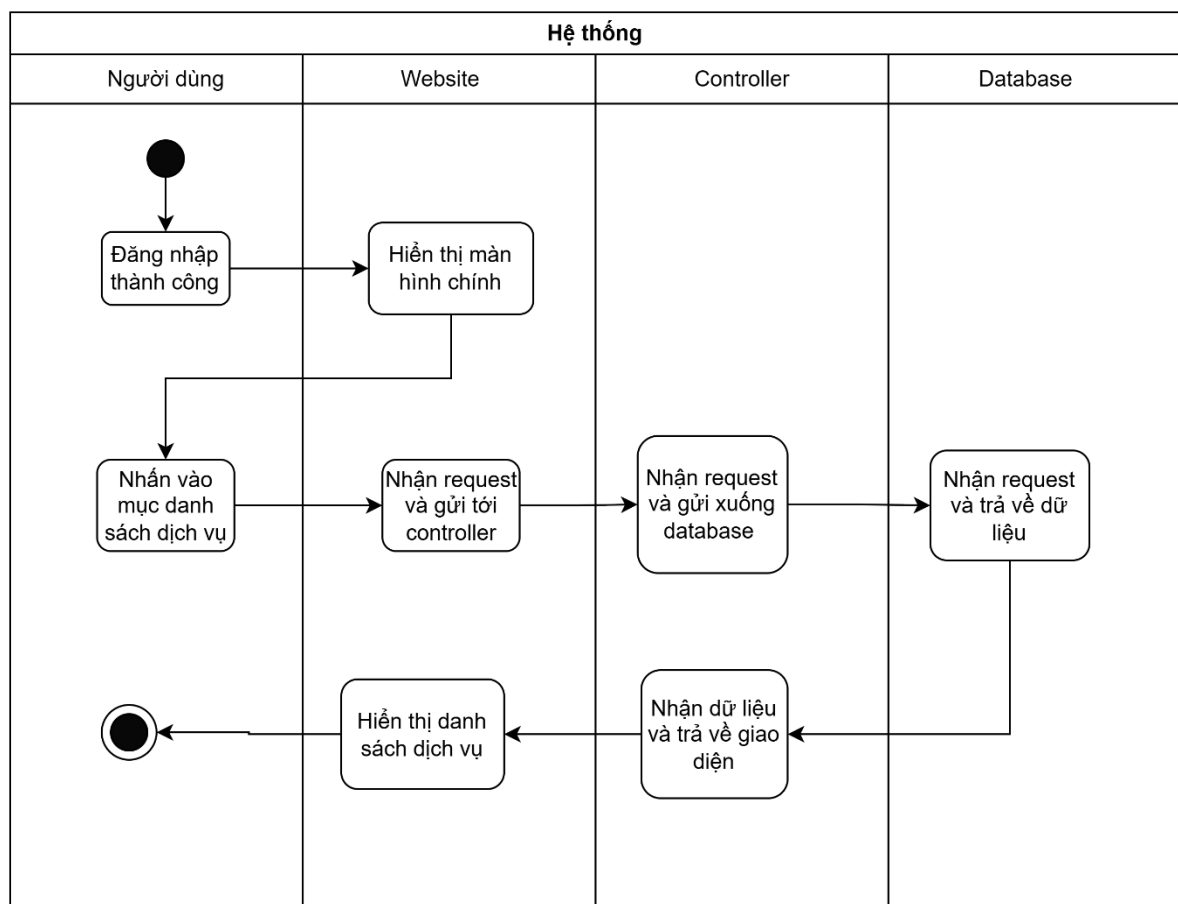 Hệ thống
Người dùng
Website
Controller
Database
Đăng nhập
thành công
Hiển thị màn
hình chính
Nhấn vào
mục danh
sách dịch vụ
Nhận request
và gửi tới
controller
Nhận request
và gửi xuống
database
Nhận request
và trả về dữ
liệu
Hiển thị danh
sách dịch vụ
Nhận dữ liệu
và trả về giao
diện